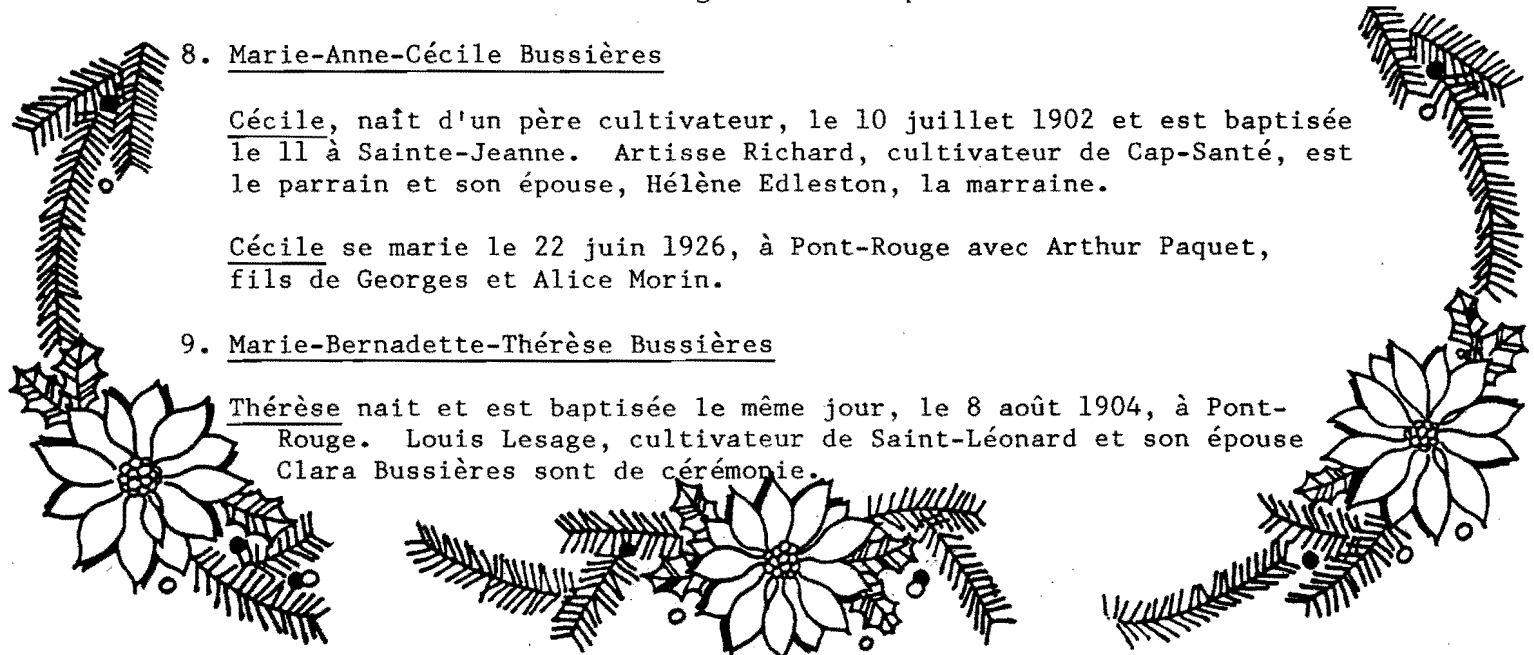 8. Marie-Anne-Cécile Bussières
Cécile, naît d'un père cultivateur, le 10 juillet 1902 et est baptisée
le 11 à Sainte-Jeanne. Artisse Richard, cultivateur de Cap-Santé, est
le parrain et son épouse, Hélène Edleston, la marraine.
Cécile se marie le 22 juin 1926, à Pont-Rouge avec Arthur Paquet,
fils de Georges et Alice Morin.
9. Marie-Bernadette-Thérèse Bussières
Thérèse nait et est baptisée le même jour, le 8 août 1904, à Pont-
Rouge. Louis Lesage, cultivateur de Saint-Léonard et son épouse
Clara Bussières sont de cérémonie.